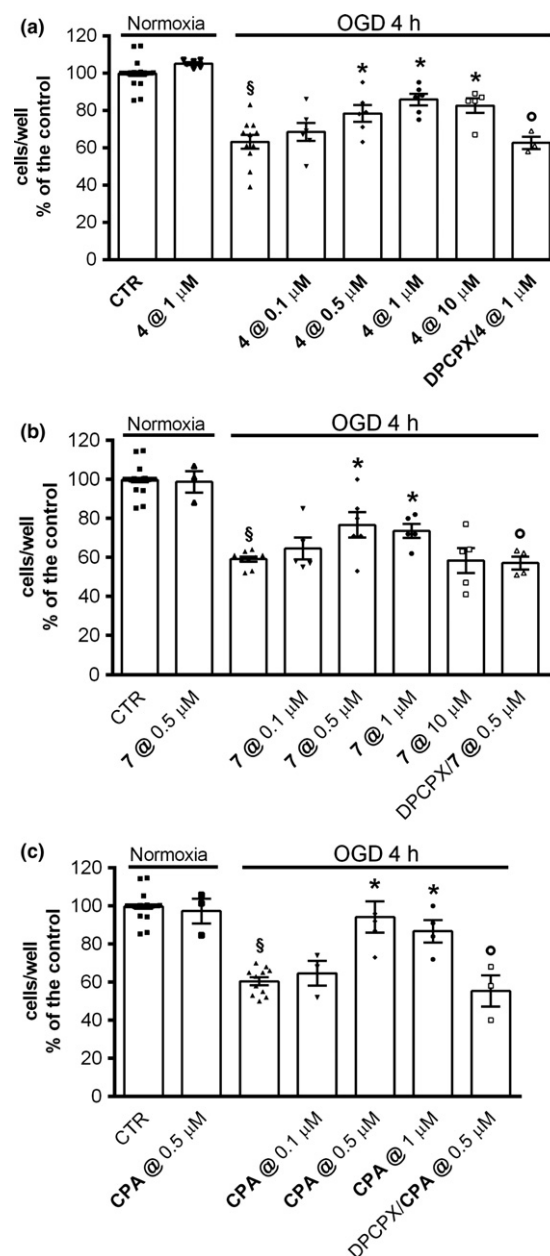 (a)
Normoxia OGD 4 h
cells/well
% of the control
120
100
80
60
40
20
0
§ * * * o
CTR
4 @ 1 µM
4 @ 0.1 µM
4 @ 0.5 µM
4 @ 1 µM
4 @ 10 µM
DPCPX/4 @ 1 µM
(b)
Normoxia OGD 4 h
cells/well
% of the control
120
100
80
60
40
20
0
§ * * o
CTR
7 @ 0.5 µM
7 @ 0.1 µM
7 @ 0.5 µM
7 @ 1 µM
7 @ 10 µM
DPCPX/7 @ 0.5 µM
(c)
Normoxia OGD 4 h
cells/well
% of the control
120
100
80
60
40
20
0
§ * * o
CTR
CPA @ 0.5 µM
CPA @ 0.1 µM
CPA @ 0.5 µM
CPA @ 1 µM
DPCPX/CPA @ 0.5 µM